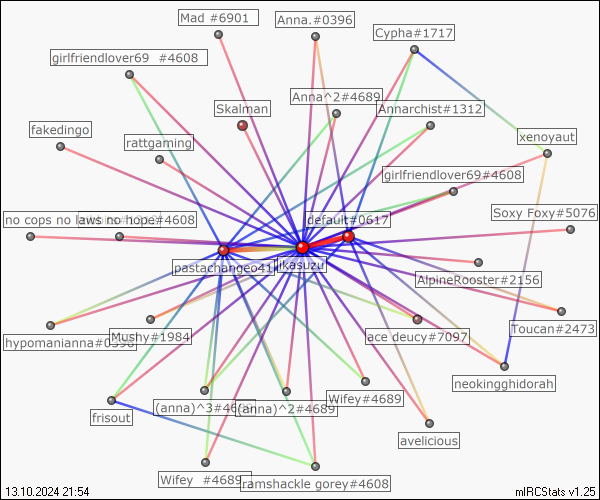 Mad #6901
Anna.#0396
Cypha#1717
girlfriendlover69 #4608
Anna^2#4689
Skalman
Annarchist#1312
fakedingo
rattgaming
xenoyaut
girlfriendlover69#4608
no cops no laws no hope#4608
default#0617
Soxy Foxy#5076
pastachangeo41
likasuzu
AlpineRooster#2156
hypomanianna#0396
Mushy#1984
ace deucy#7097
Toucan#2473
neokingghidorah
(anna)^3#4689
(anna)^2#4689
Wifey#4689
frisout
avelicious
Wifey #4689
ramshackle gorey#4608
13.10.2024 21:54
mIRCStats v1.25